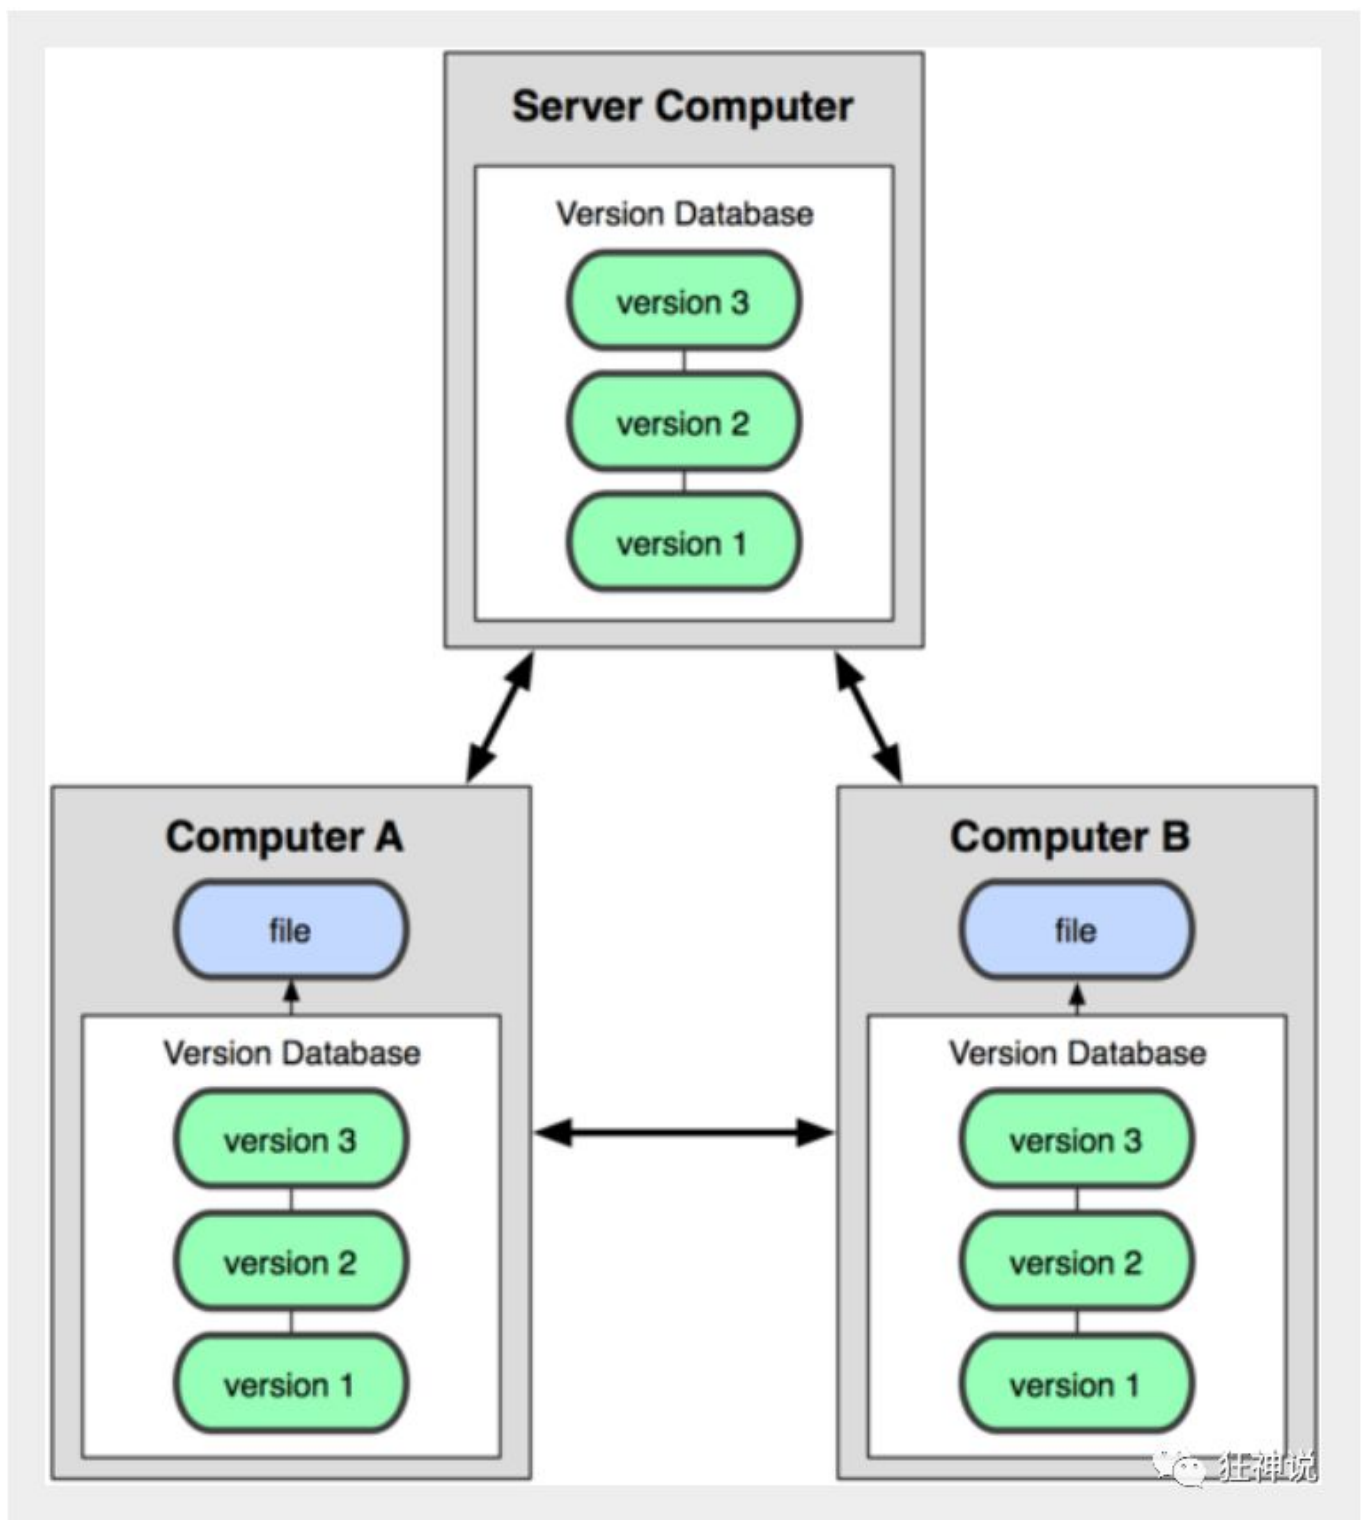 Server Computer
Version Database
version 3
version 2
version 1
Computer A
file
Version Database
version 3
version 2
version 1
Computer B
file
Version Database
version 3
version 2
version 1
狂神说